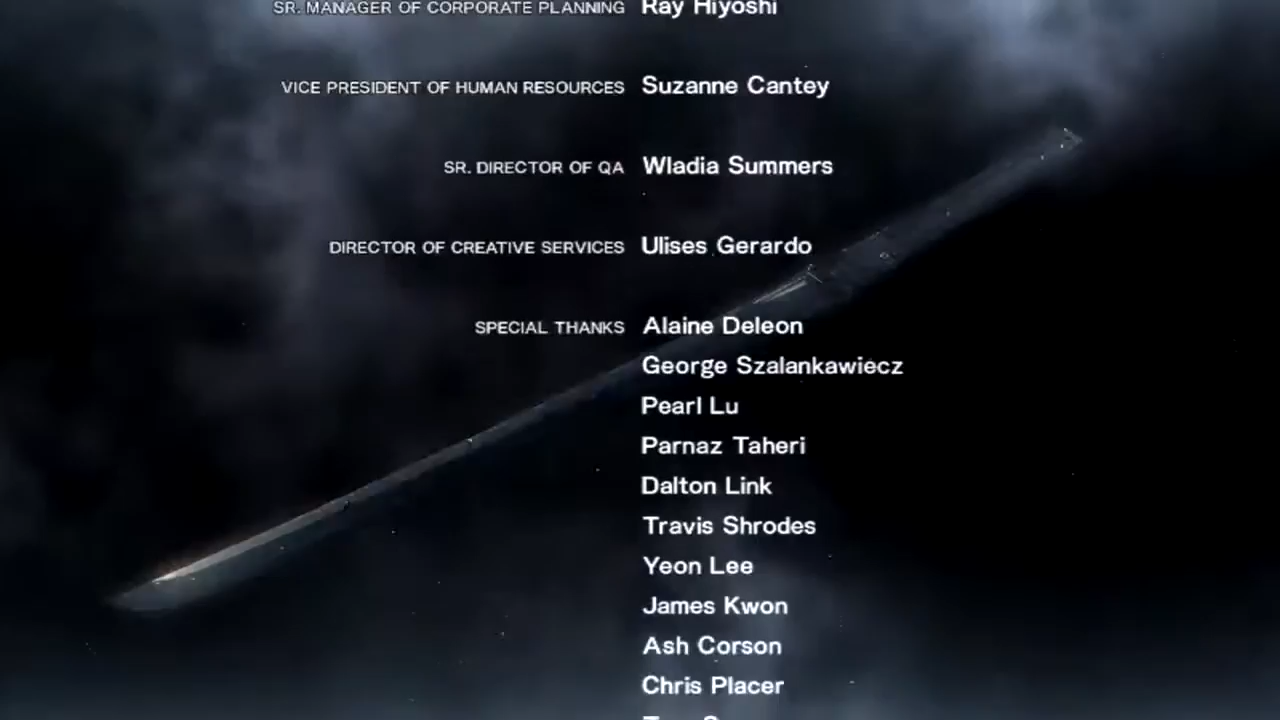 SR. MANAGER OF CORPORATE PLANNING Ray Hiyoshi
VICE PRESIDENT OF HUMAN RESOURCES Suzanne Cantey
SR. DIRECTOR OF QA Wladia Summers
DIRECTOR OF CREATIVE SERVICES Ulises Gerardo
SPECIAL THANKS Alaine Deleon
George Szalankawiecz
Pearl Lu
Parnaz Taheri
Dalton Link
Travis Shrodes
Yeon Lee
James Kwon
Ash Corson
Chris Placer